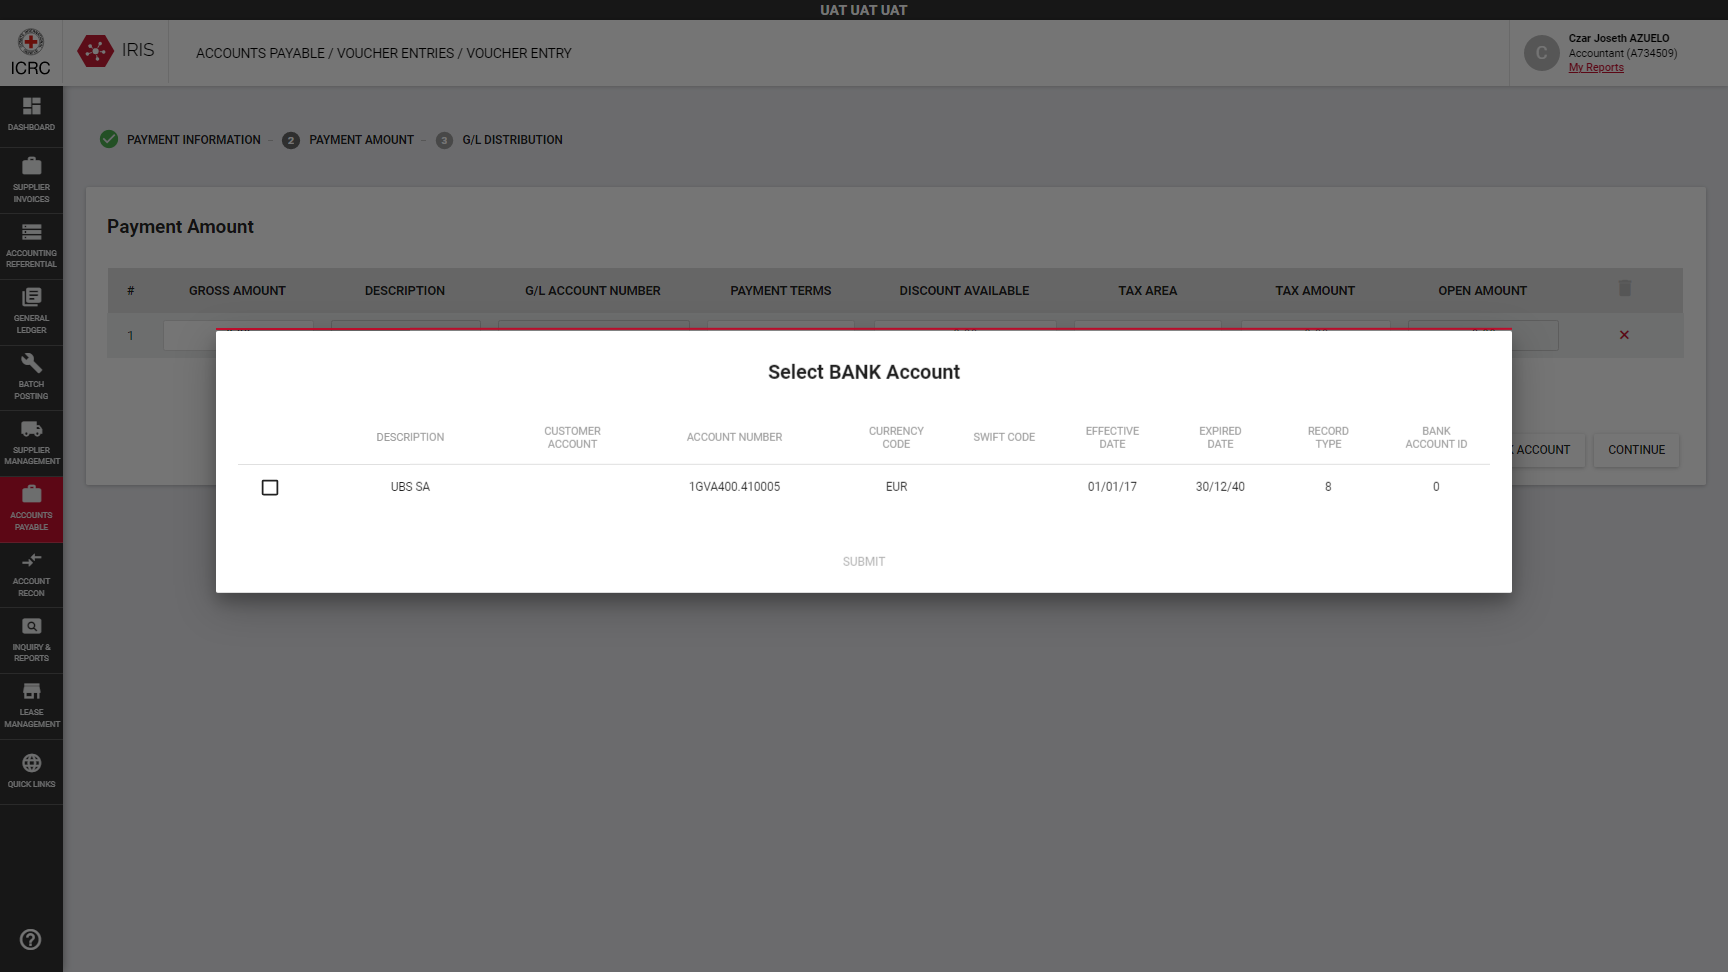 UAT UAT UAT
ICRC
IRIS
ACCOUNTS PAYABLE / VOUCHER ENTRIES / VOUCHER ENTRY
C
Czar Joseth AZUELO
Accountant (A734509)
My Reports
DASHBOARD
SUPPLIER
INVOICES
ACCOUNTING
REFERENTIAL
GENERAL
LEDGER
BATCH
POSTING
SUPPLIER
MANAGEMENT
ACCOUNTS
PAYABLE
ACCOUNT
RECON
INQUIRY &
REPORTS
LEASE
MANAGEMENT
QUICK LINKS
PAYMENT INFORMATION - 2 PAYMENT AMOUNT - 3 G/L DISTRIBUTION
Payment Amount
# GROSS AMOUNT DESCRIPTION G/L ACCOUNT NUMBER PAYMENT TERMS DISCOUNT AVAILABLE TAX AREA TAX AMOUNT OPEN AMOUNT
1
ACCOUNT CONTINUE
Select BANK Account
DESCRIPTION CUSTOMER ACCOUNT ACCOUNT NUMBER CURRENCY CODE SWIFT CODE EFFECTIVE DATE EXPIRED DATE RECORD TYPE BANK ACCOUNT ID
UBS SA 1GVA400.410005 EUR 01/01/17 30/12/40 8 0
SUBMIT